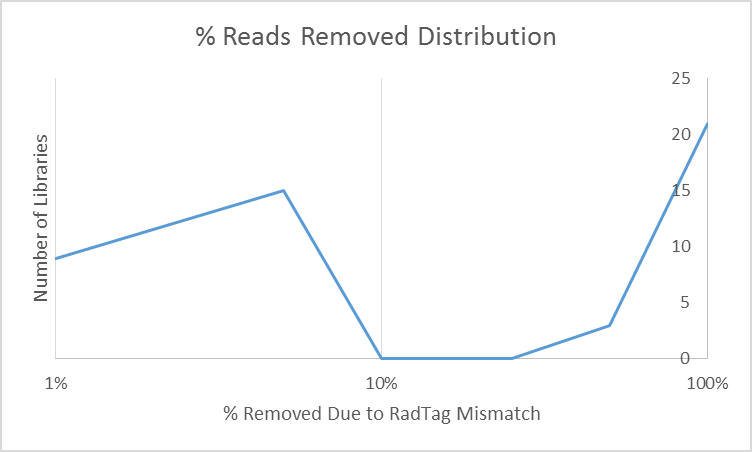 % Reads Removed Distribution
Number of Libraries
25
20
15
10
5
0
1% 10% 100%
% Removed Due to RadTag Mismatch